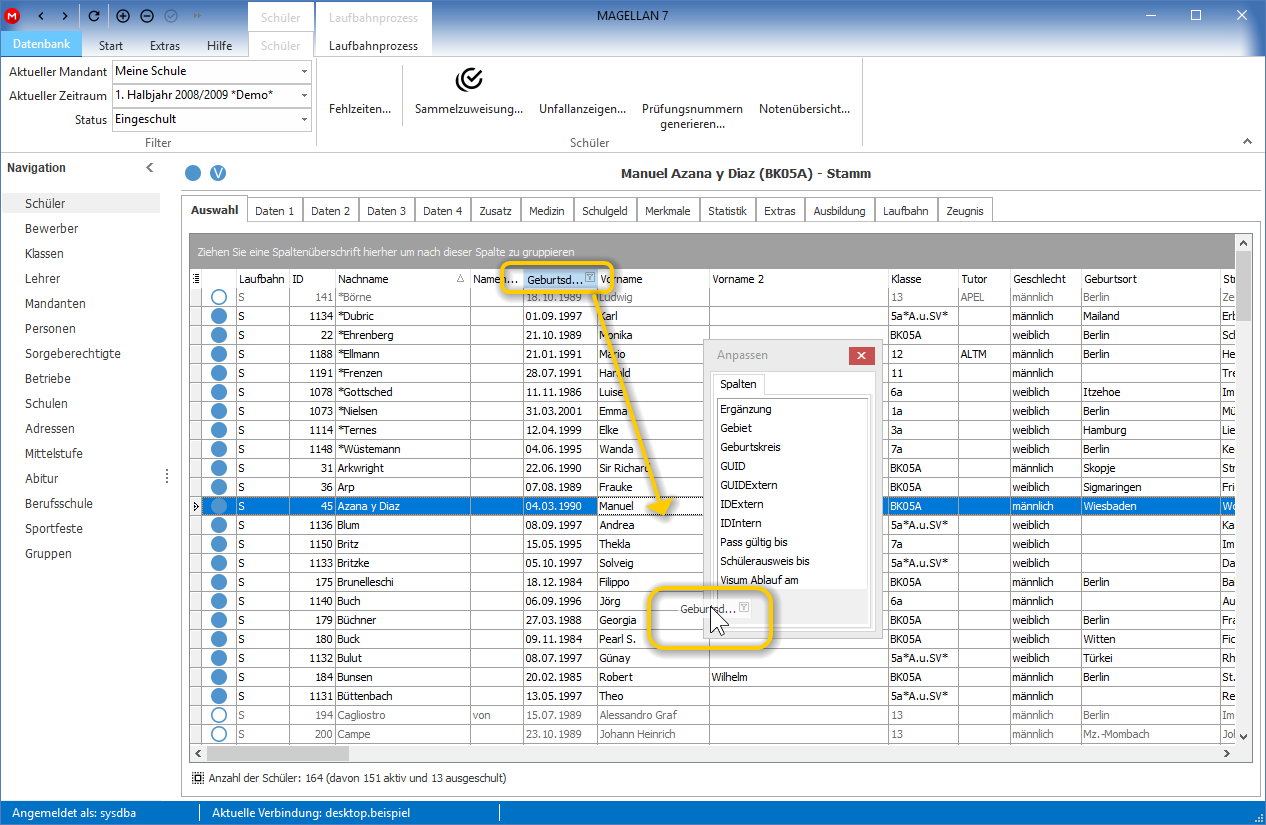 MAGELLAN 7
Schüler
Laufbahnprozess
Datenbank
Start
Extras
Hilfe
Schüler
Laufbahnprozess
Aktueller Mandant
Meine Schule
Aktueller Zeitraum
1. Halbjahr 2008/2009 *Demo*
Status
Eingeschult
Filter
Fehlzeiten...
Sammelzuweisung...
Unfallanzeigen...
Prüfungsnummern
generieren...
Notenübersicht...
Schüler
Navigation
Schüler
Bewerber
Klassen
Lehrer
Mandanten
Personen
Sorgeberechtigte
Betriebe
Schulen
Adressen
Mittelstufe
Abitur
Berufsschule
Sportfeste
Gruppen
V
Manuel Azana y Diaz (BK05A) - Stamm
Auswahl Daten 1 Daten 2 Daten 3 Daten 4 Zusatz Medizin Schulgeld Merkmale Statistik Extras Ausbildung Laufbahn Zeugnis
Ziehen Sie eine Spaltenüberschrift hierher um nach dieser Spalte zu gruppieren
Laufbahn ID Nachname Namen... Geburtsd... Vorname Vorname 2 Klasse Tutor Geschlecht Geburtsort St
S 141 *Börne 18.10.1989 Ludwig 13 APEL männlich Berlin Ze
S 1134 *Dubric 01.09.1997 Karl 5a*A.u.SV* männlich Mailand Erb
S 22 *Ehrenberg 21.10.1989 Monika BK05A weiblich Berlin Sc
S 1188 *Ellmann 21.01.1991 Mario 12 ALTM männlich Berlin He
S 1191 *Frenzen 28.07.1991 Harald 11 männlich Tre
S 1078 *Gottsched 11.11.1986 Luise 6a weiblich Itzehoe Im
S 1073 *Nielsen 31.03.2001 Emma 1a weiblich Berlin Mü
S 1114 *Ternes 12.04.1999 Elke 3a weiblich Hamburg Lie
S 1148 *Wüstemann 04.06.1995 Wanda 7a weiblich Berlin Ke
S 31 Arkwright 22.06.1990 Sir Richard BK05A männlich Skopje Str
S 36 Arp 07.08.1989 Frauke BK05A weiblich Sigmaringen Fri
S 45 Azana y Diaz 04.03.1990 Manuel BK05A männlich Wiesbaden Wo
S 1136 Blum 08.09.1997 Andrea 5a*A.u.SV* weiblich Ka
S 1150 Britz 15.05.1995 Thekla 7a weiblich Im
S 1133 Britzke 05.10.1997 Solveig 5a*A.u.SV* weiblich Da
S 175 Brunelleschi 18.12.1984 Filippo BK05A männlich Berlin Bal
S 1140 Buch 06.09.1996 Jörg 6a männlich Au
S 179 Büchner 27.03.1988 Georgia BK05A weiblich Berlin Fra
S 180 Buck 09.11.1984 Pearl S. BK05A weiblich Witten Fic
S 1132 Bulut 08.07.1997 Günay 5a*A.u.SV* weiblich Türkei Rh
S 184 Bunsen 20.02.1985 Robert Wilhelm BK05A männlich Berlin St.
S 1131 Büttenbach 13.05.1997 Theo 5a*A.u.SV* männlich Re
S 194 Cagliostro von 15.07.1989 Alessandro Graf 13 männlich Berlin Im
S 200 Campe 23.10.1989 Johann Heinrich 13 männlich Mz.-Mombach Jol
Anpassen
Spalten
Ergänzung
Gebiet
Geburtskreis
GUID
GUIDExtern
IDExtern
IDIntern
Pass gültig bis
Schülerausweis bis
Visum Ablauf am
Geburtsd...
Anzahl der Schüler: 164 (davon 151 aktiv und 13 ausgeschult)
Angemeldet als: sysdba
Aktuelle Verbindung: desktop.beispiel